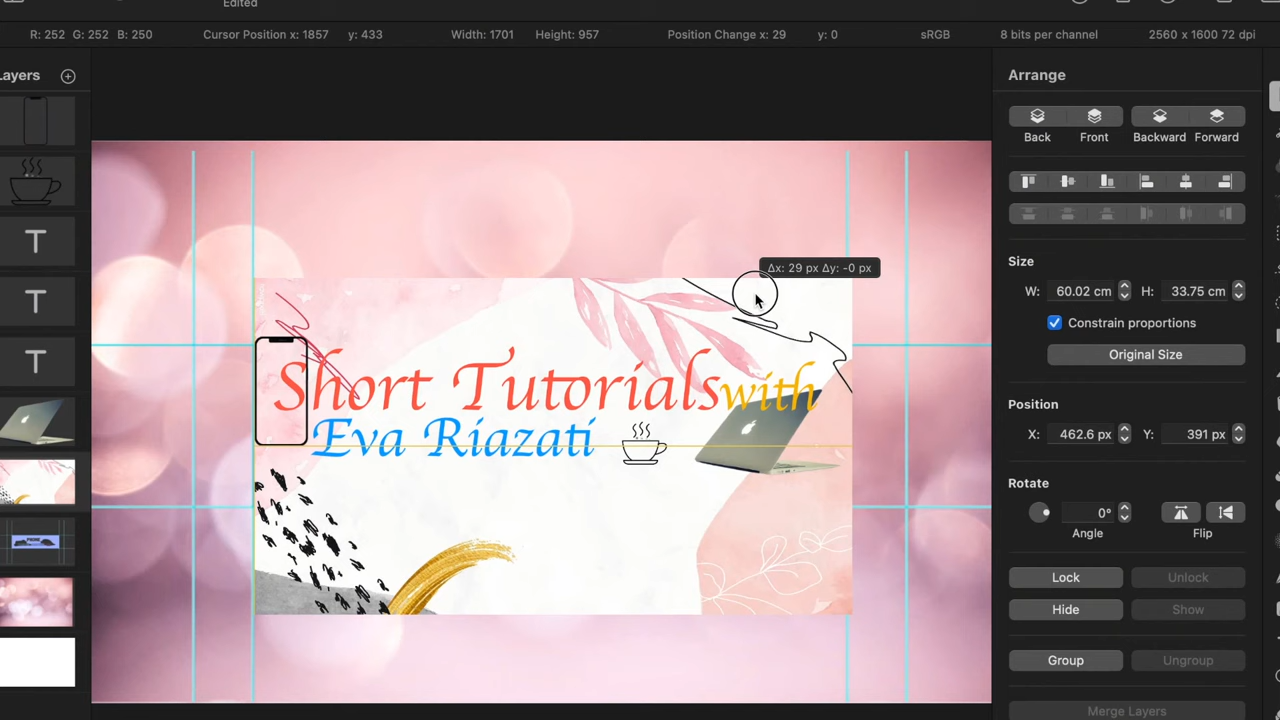 Edited
R: 252 G: 252 B: 250 Cursor Position x: 1857 y: 433 Width: 1701 Height: 957 Position Change x: 29 y: 0 sRGB 8 bits per channel 2560 x 1600 72 dpi
ayers
Arrange
Back Front Backward Forward
Δx: 29 px Δy: -0 px
Size
W: 60.02 cm H: 33.75 cm
Constrain proportions
Original Size
Short Tutorials with
Eva Riazati
Position
X: 462.6 px Y: 391 px
Rotate
0°
Angle Flip
Lock Unlock
Hide Show
Group Ungroup
Merge Layers
T
T
T